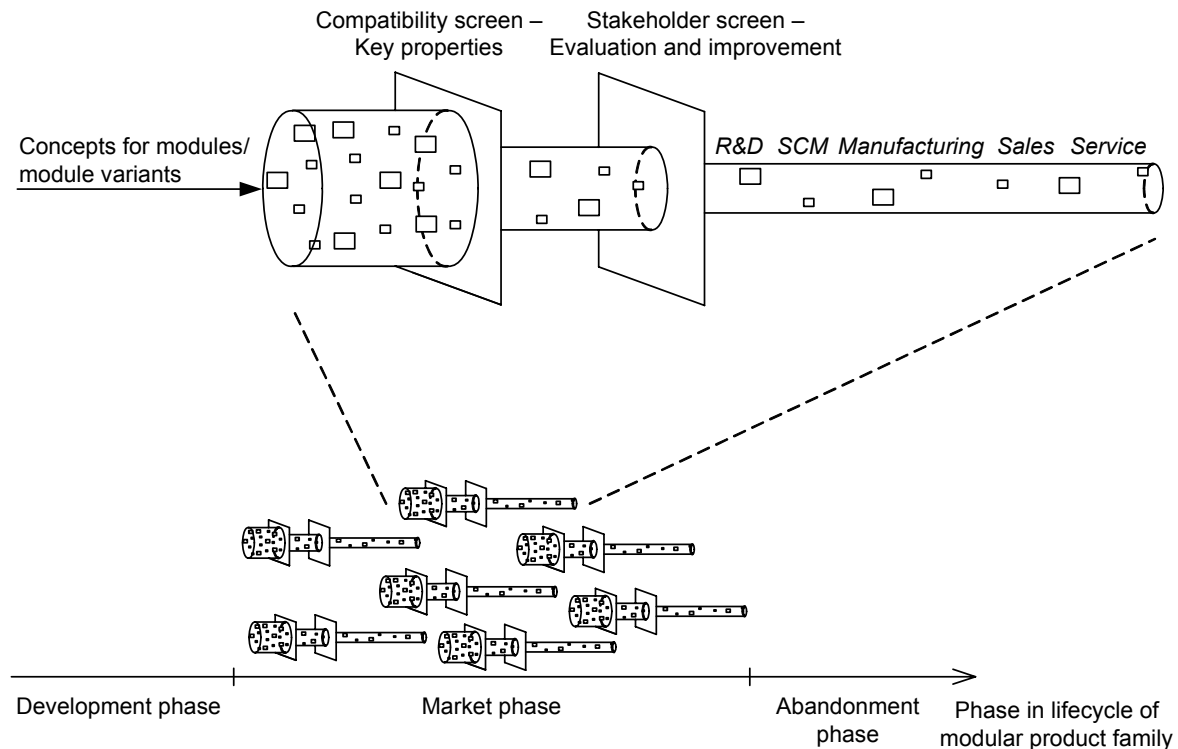 Compatibility screen –
Key properties
Stakeholder screen –
Evaluation and improvement
Concepts for modules/
module variants
R&D SCM Manufacturing Sales Service
Development phase
Market phase
Abandonment
phase
Phase in lifecycle of
modular product family